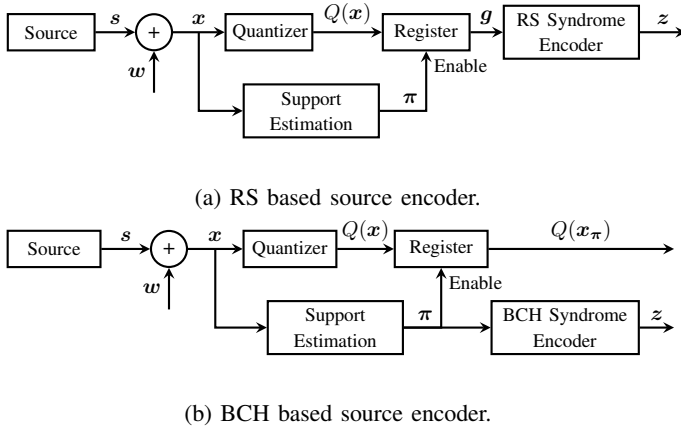 Source s + x Quantizer Q(x) Register g RS Syndrome Encoder z
w Enable
Support Estimation π
(a) RS based source encoder.
Source s + x Quantizer Q(x) Register Q(xπ)
w Enable
Support Estimation π BCH Syndrome Encoder z
(b) BCH based source encoder.